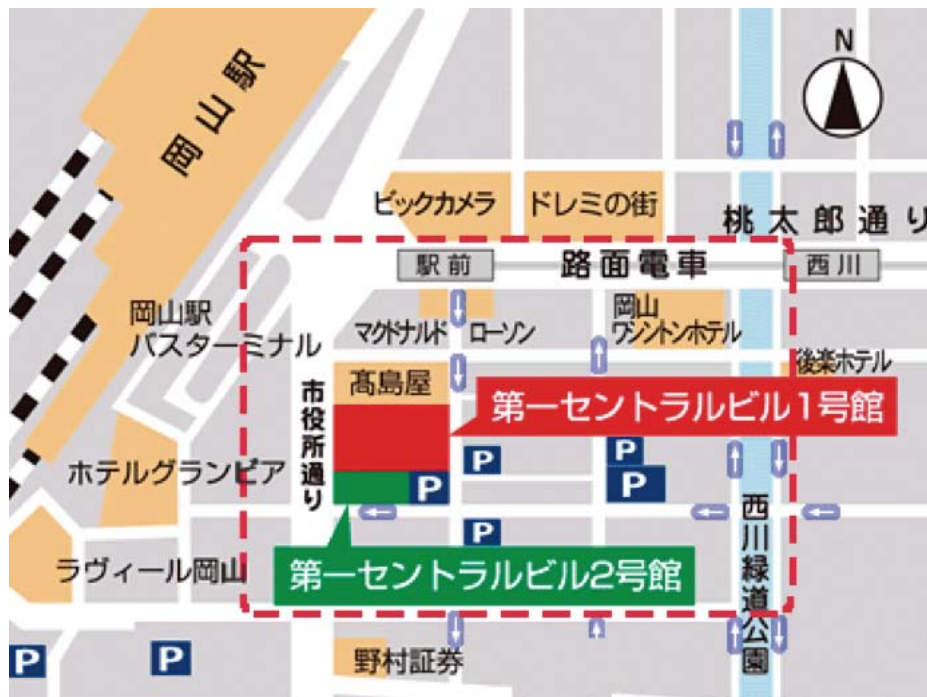 N
岡山駅
ビックカメラ
ドレミの街
桃太郎通り
駅前
路面電車
西川
岡山駅
バスターミナル
マクドナルド
ローソン
岡山
ワシントンホテル
後楽ホテル
市役所通り
髙島屋
第一セントラルビル1号館
ホテルグランビア
P
P
P
P
P
西川緑道公園
ラヴィール岡山
第一セントラルビル2号館
P
P
野村証券